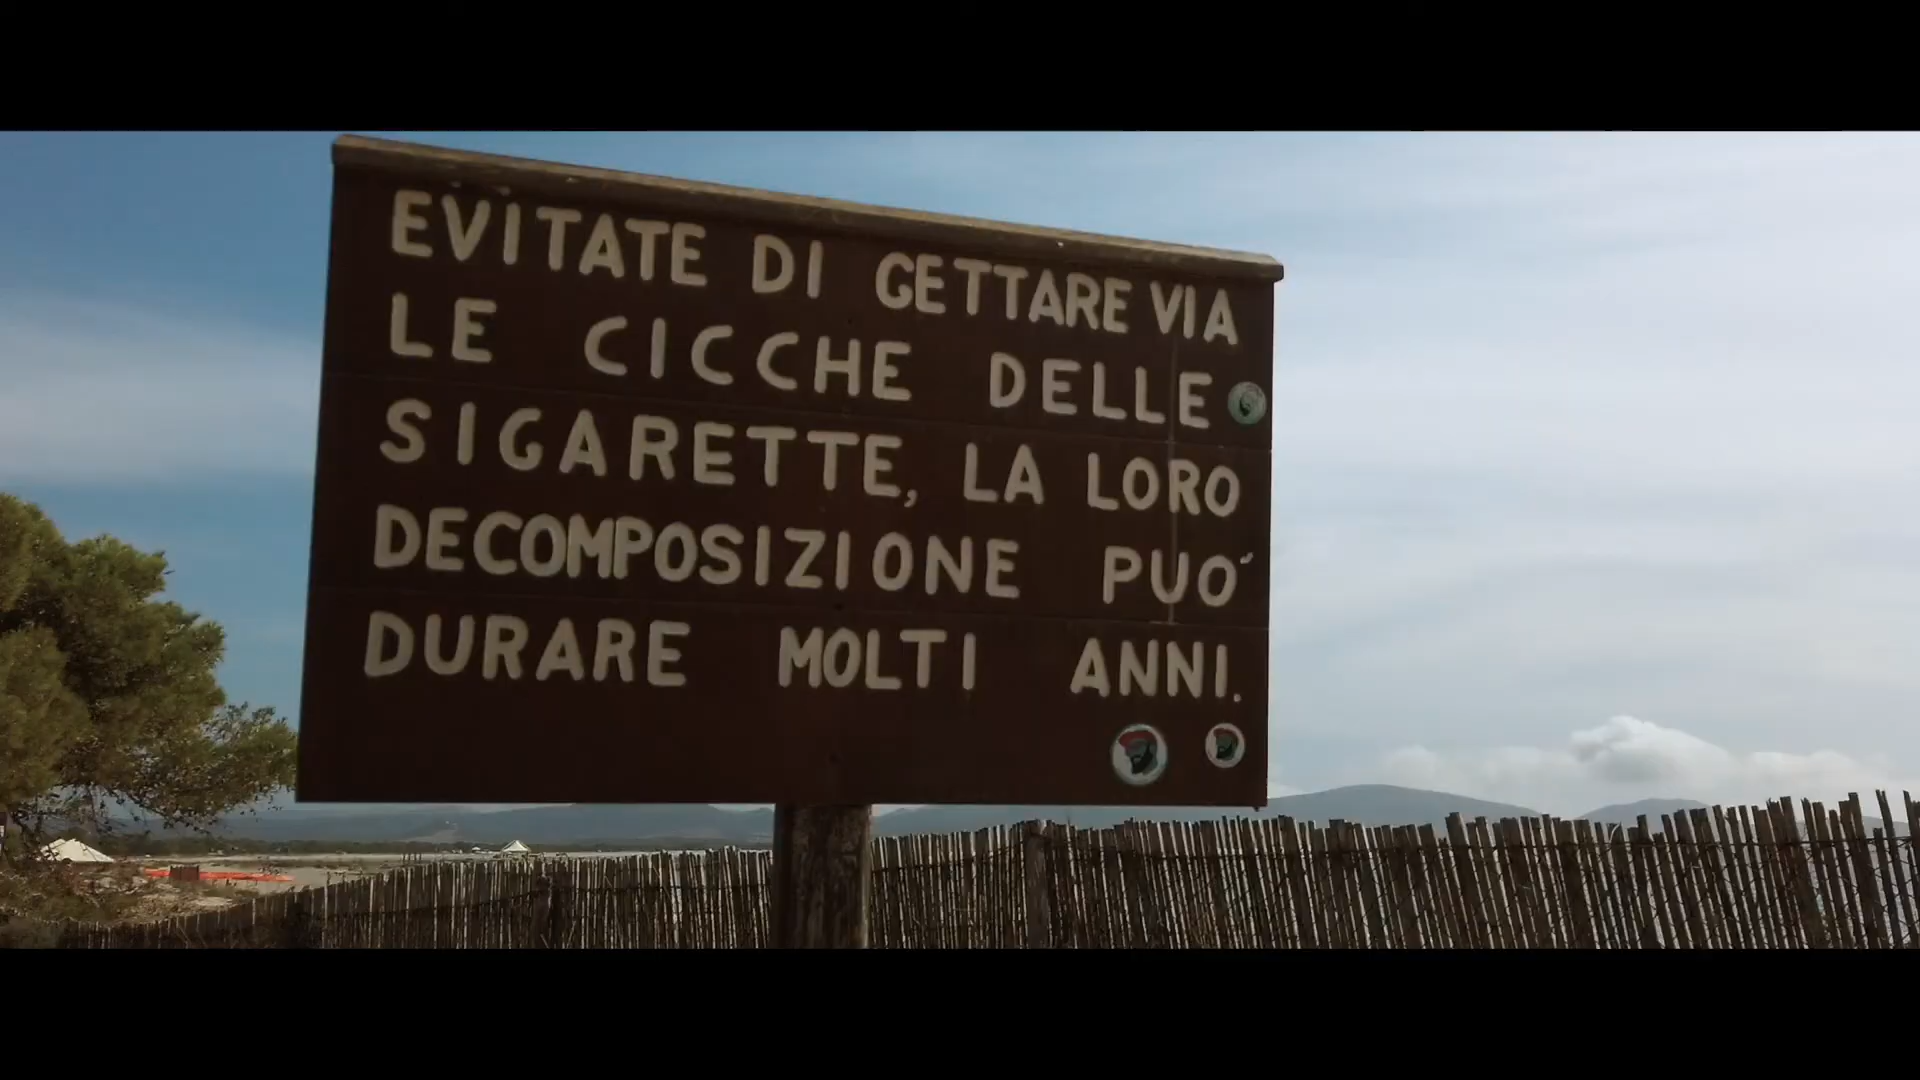 EVITATE DI GETTARE VIA
LE CICCHE DELLE
SIGARETTE, LA LORO
DECOMPOSIZIONE PUO´
DURARE MOLTI ANNI.